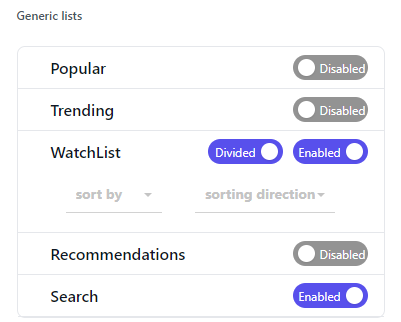 Generic lists
Popular Disabled
Trending Disabled
WatchList Divided Enabled
sort by sorting direction
Recommendations Disabled
Search Enabled